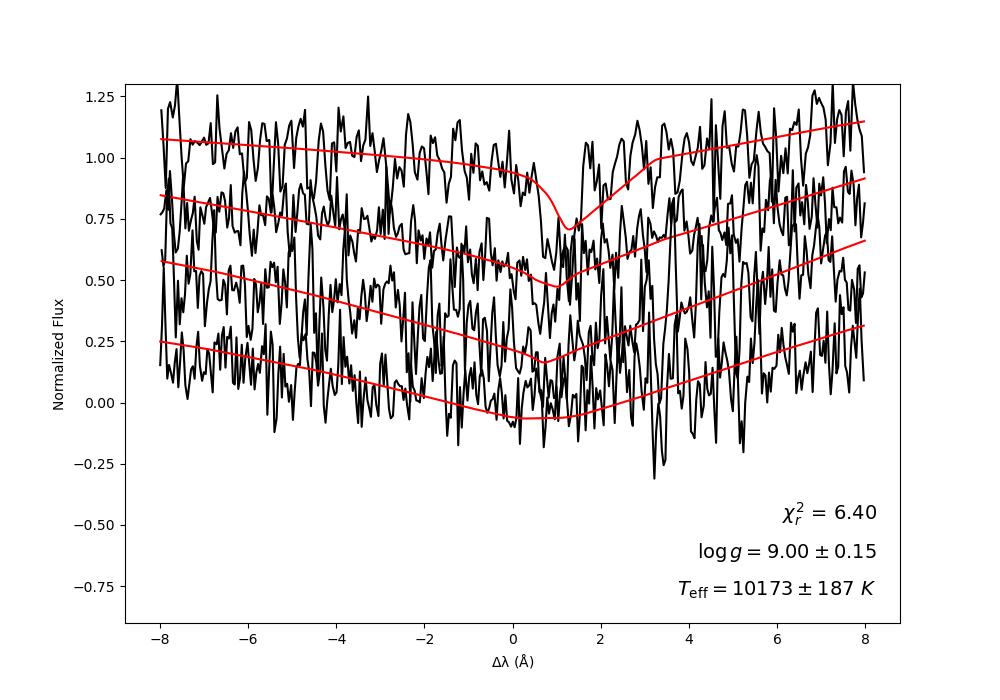 1.25
1.00
0.75
0.50
0.25
0.00
−0.25
−0.50
−0.75
Normalized Flux
χ²ᵣ = 6.40
log g = 9.00 ± 0.15
T_eff = 10173 ± 187 K
−8 −6 −4 −2 0 2 4 6 8
Δλ (Å)